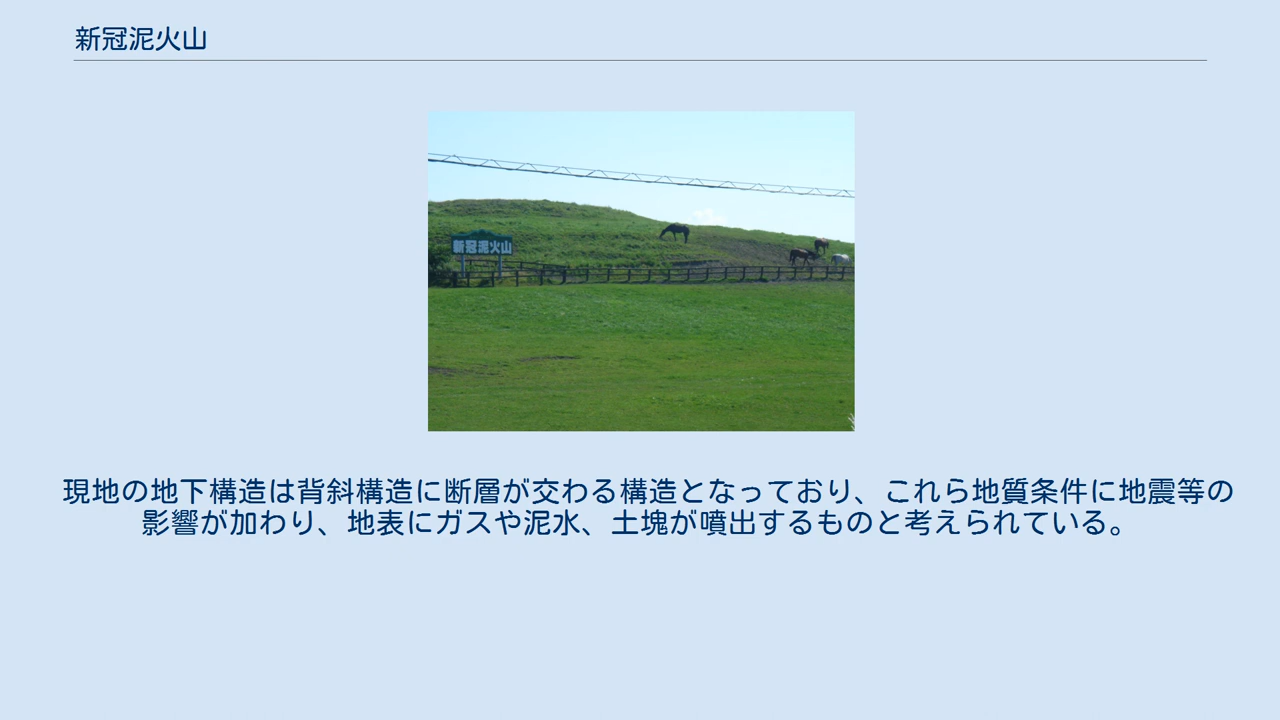 新冠泥火山
新冠泥火山
現地の地下構造は背斜構造に断層が交わる構造となっており、これら地質条件に地震等の
影響が加わり、地表にガスや泥水、土塊が噴出するものと考えられている。